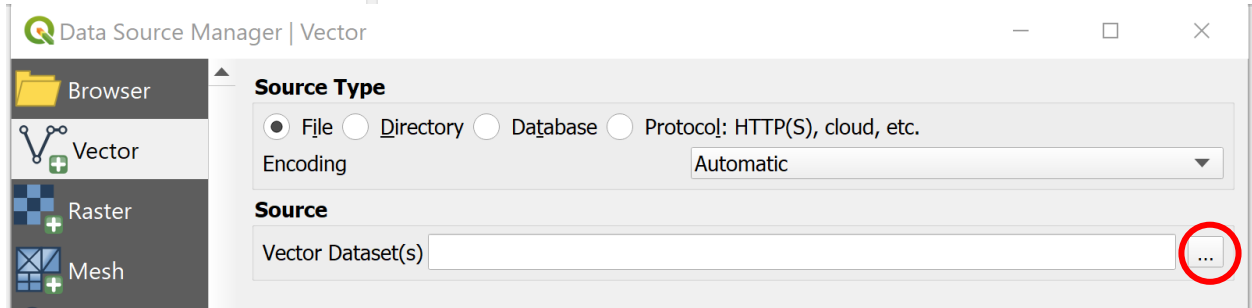 Data Source Manager | Vector
Browser
Vector
Raster
Mesh
Source Type
File Directory Database Protocol: HTTP(S), cloud, etc.
Encoding Automatic
Source
Vector Dataset(s) ...